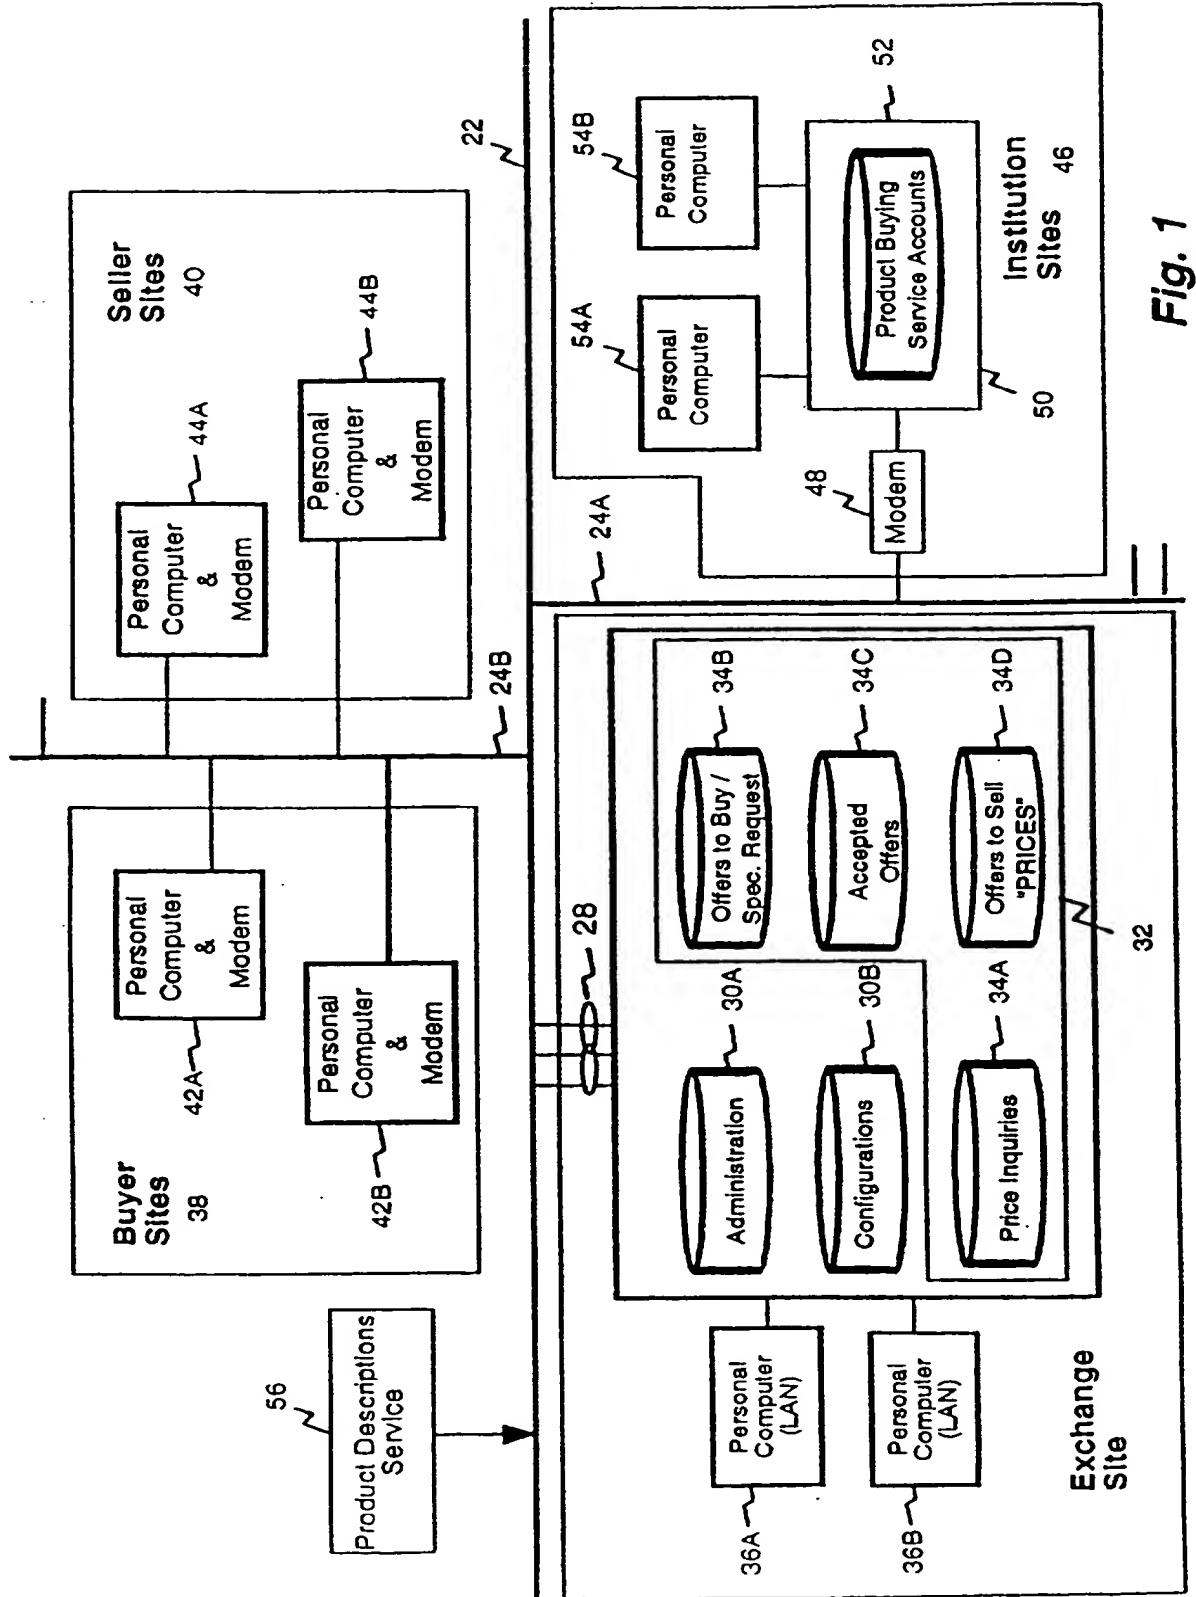 56
Product Descriptions
Service
Buyer
Sites
38
42A
Personal
Computer
&
Modem
42B
Personal
Computer
&
Modem
Seller
Sites
40
44A
Personal
Computer
&
Modem
44B
Personal
Computer
&
Modem
24B
22
28
Exchange
Site
36A
Personal
Computer
(LAN)
36B
Personal
Computer
(LAN)
30A
Administration
30B
Configurations
34A
Price Inquiries
34B
Offers to Buy /
Spec. Request
34C
Accepted
Offers
34D
Offers to Sell
"PRICES"
32
24A
48
Modem
54A
Personal
Computer
54B
Personal
Computer
52
Product Buying
Service Accounts
50
Institution
Sites
46
Fig. 1